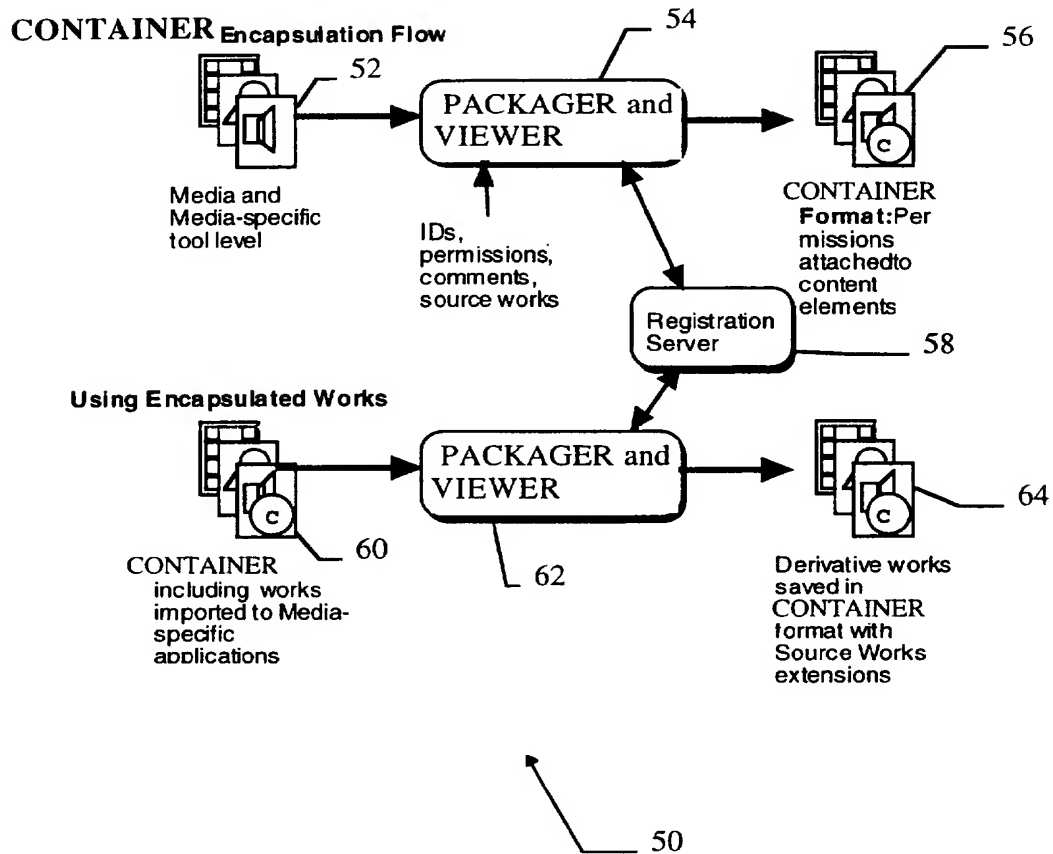 CONTAINER Encapsulation Flow
54
56
52
PACKAGER and
VIEWER
c
Media and
Media-specific
tool level
IDs,
permissions,
comments,
source works
CONTAINER
Format:Per
missions
attachedto
content
elements
Registration
Server
58
Using Encapsulated Works
PACKAGER and
VIEWER
c
c
60
62
64
CONTAINER
including works
imported to Media-
specific
applications
Derivative works
saved in
CONTAINER
format with
Source Works
extensions
50